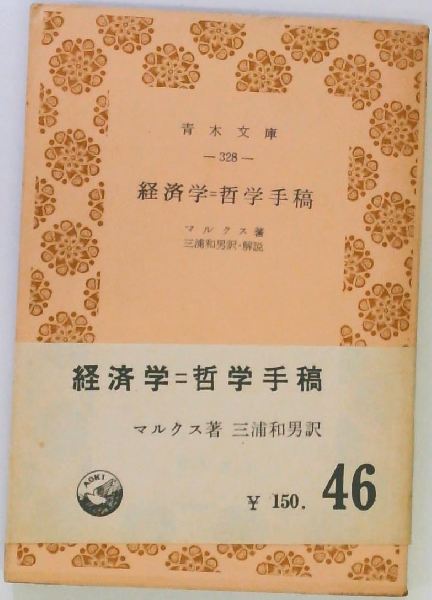 青木文庫
— 328 —
経済学=哲学手稿
マルクス著
三浦和男訳・解説
経済学=哲学手稿
マルクス著 三浦和男訳
AOKI
¥ 150. 46